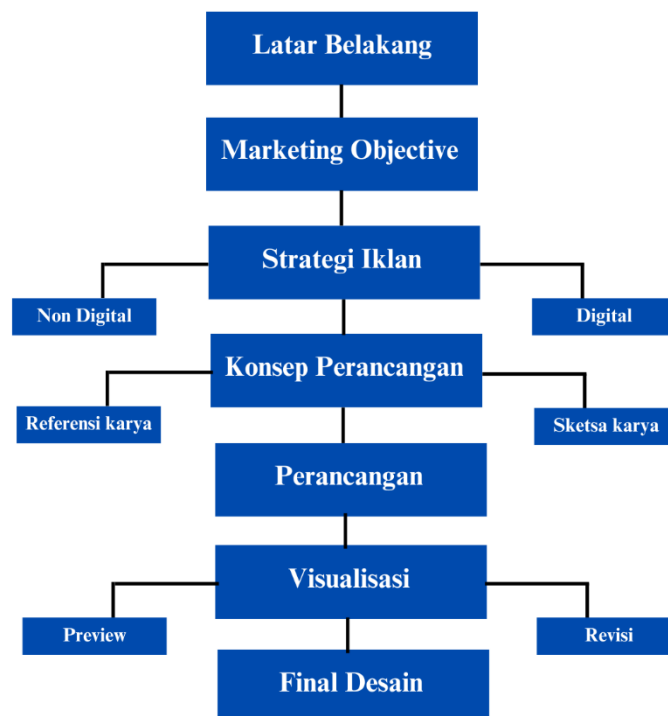 Latar Belakang
Marketing Objective
Strategi Iklan
Non Digital
Digital
Konsep Perancangan
Referensi karya
Sketsa karya
Perancangan
Visualisasi
Preview
Revisi
Final Desain